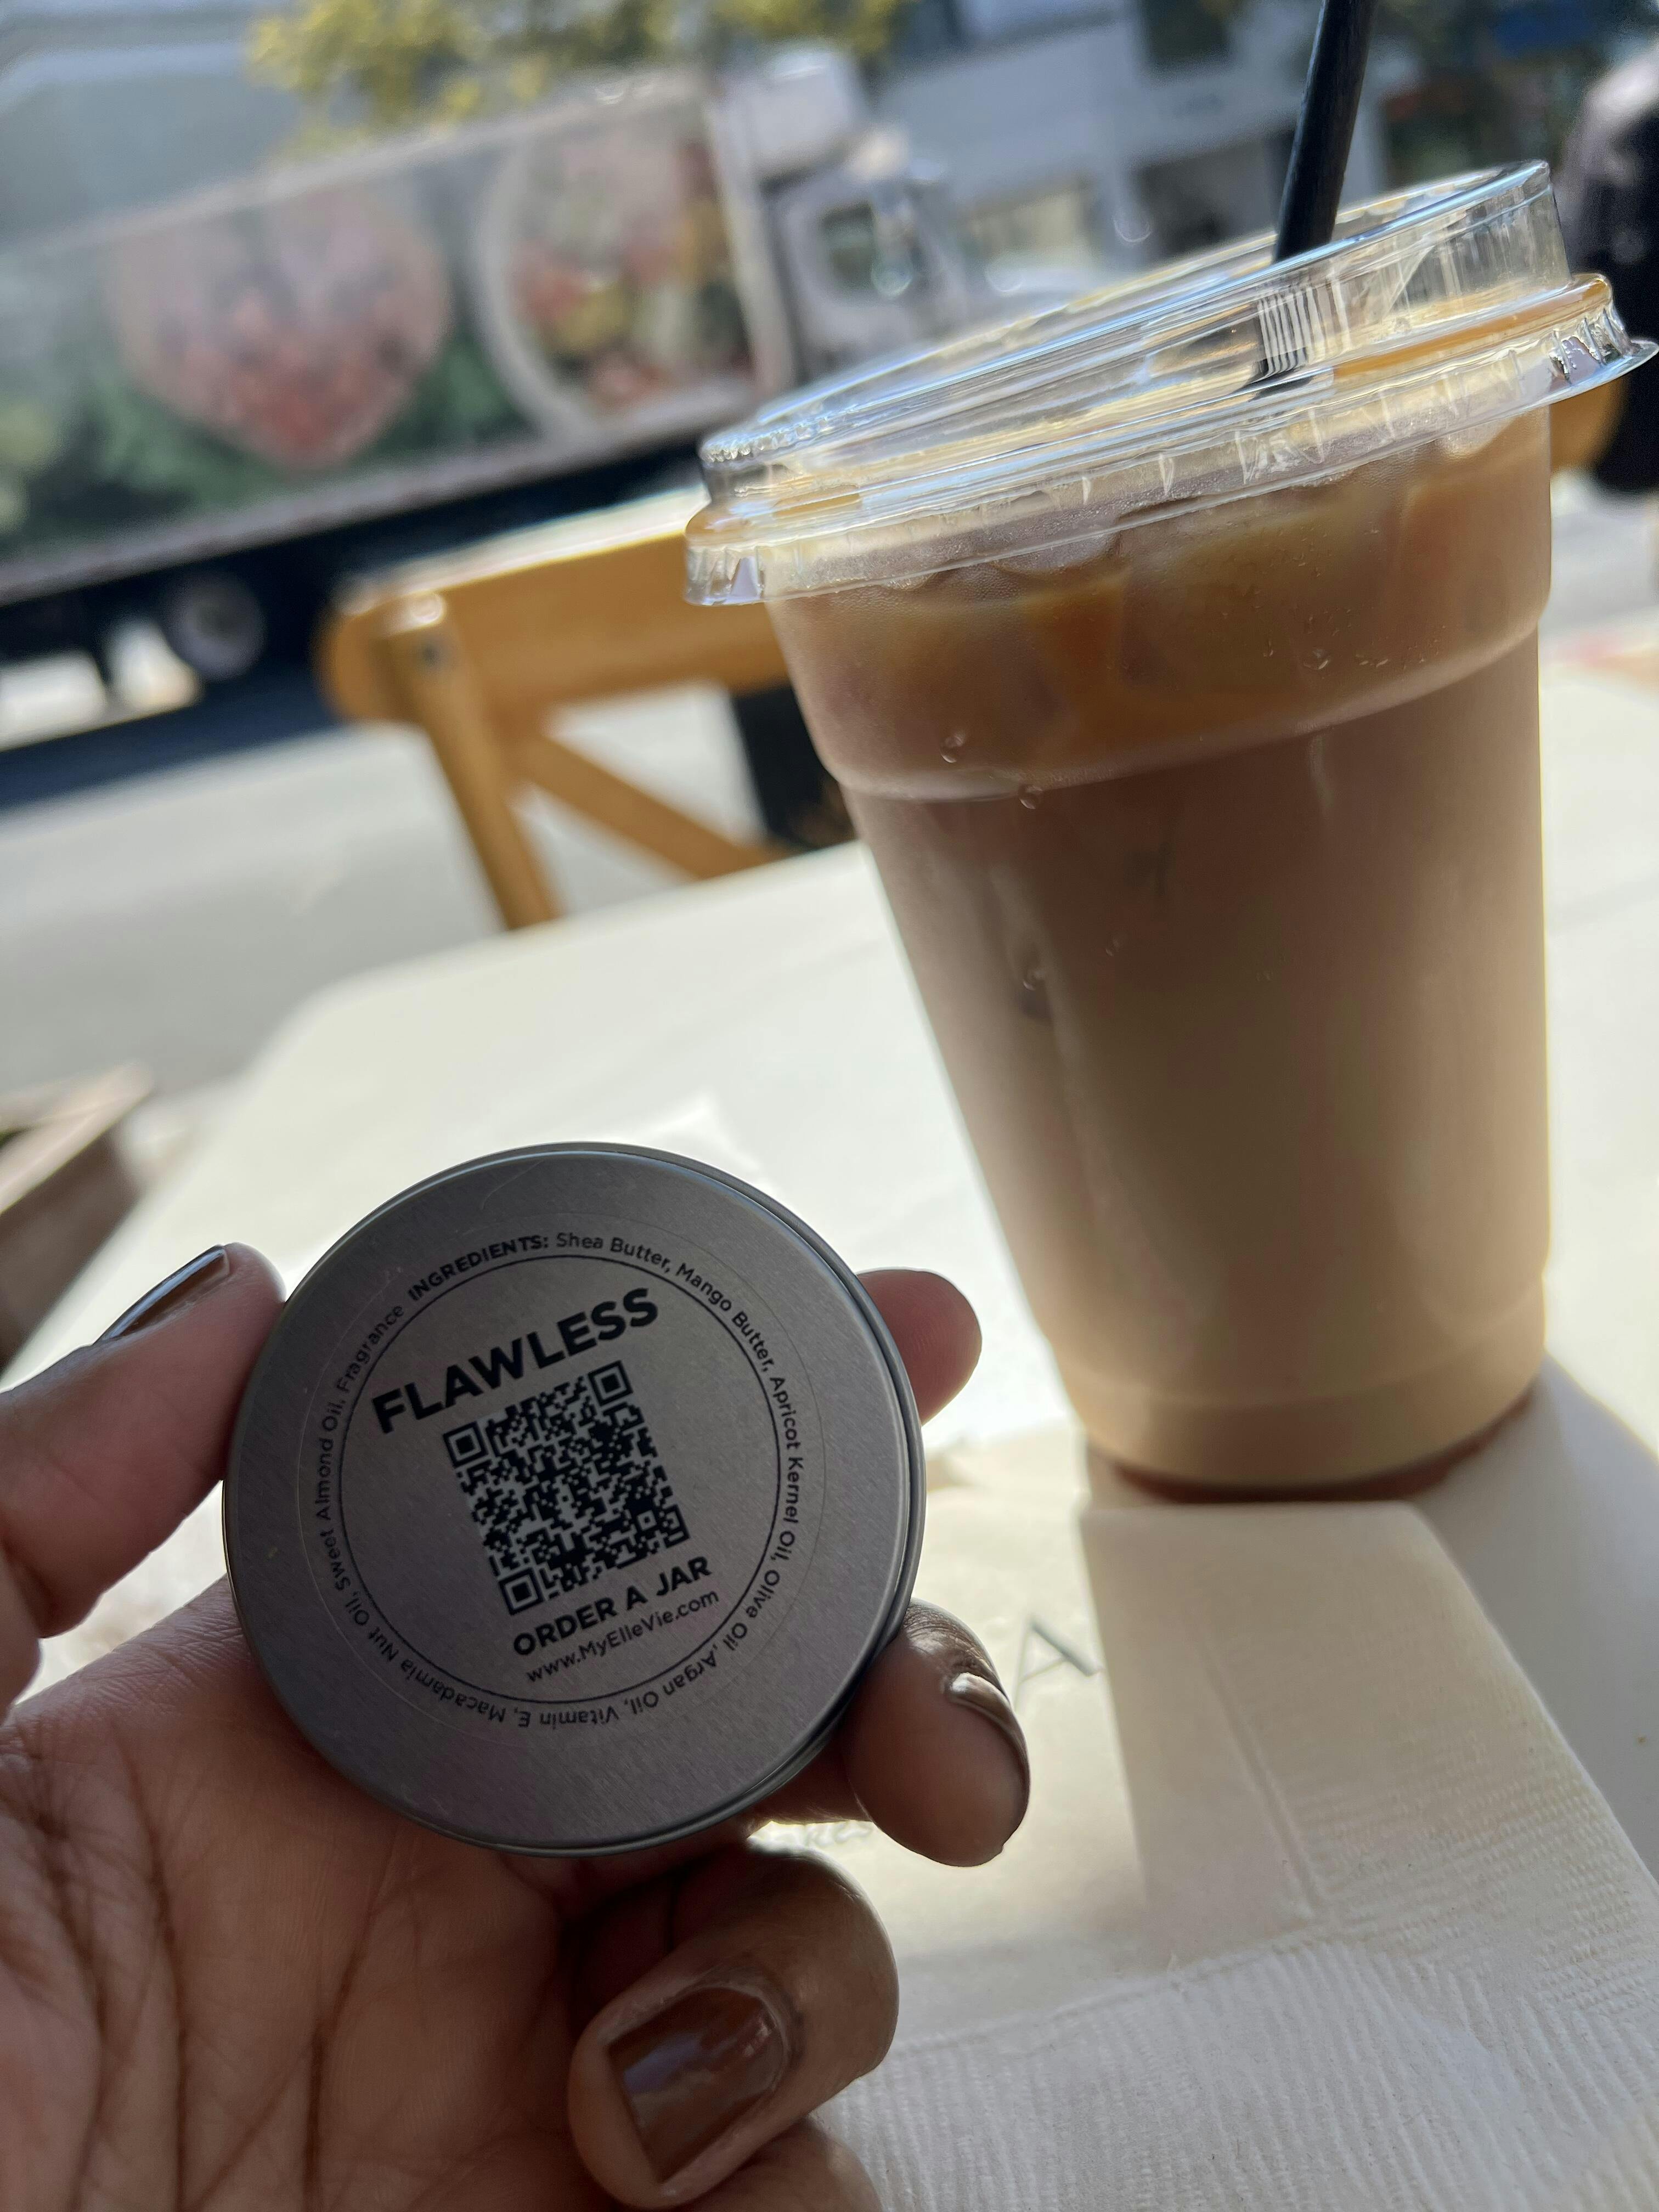 INGREDIENTS: Shea Butter, Mango Butter, Apricot Kernel Oil, Olive Oil, Argan Oil, Vitamin E, Macadamia Nut Oil, Sweet Almond Oil, Fragrance
FLAWLESS
ORDER A JAR
www.MyElleVie.com
A